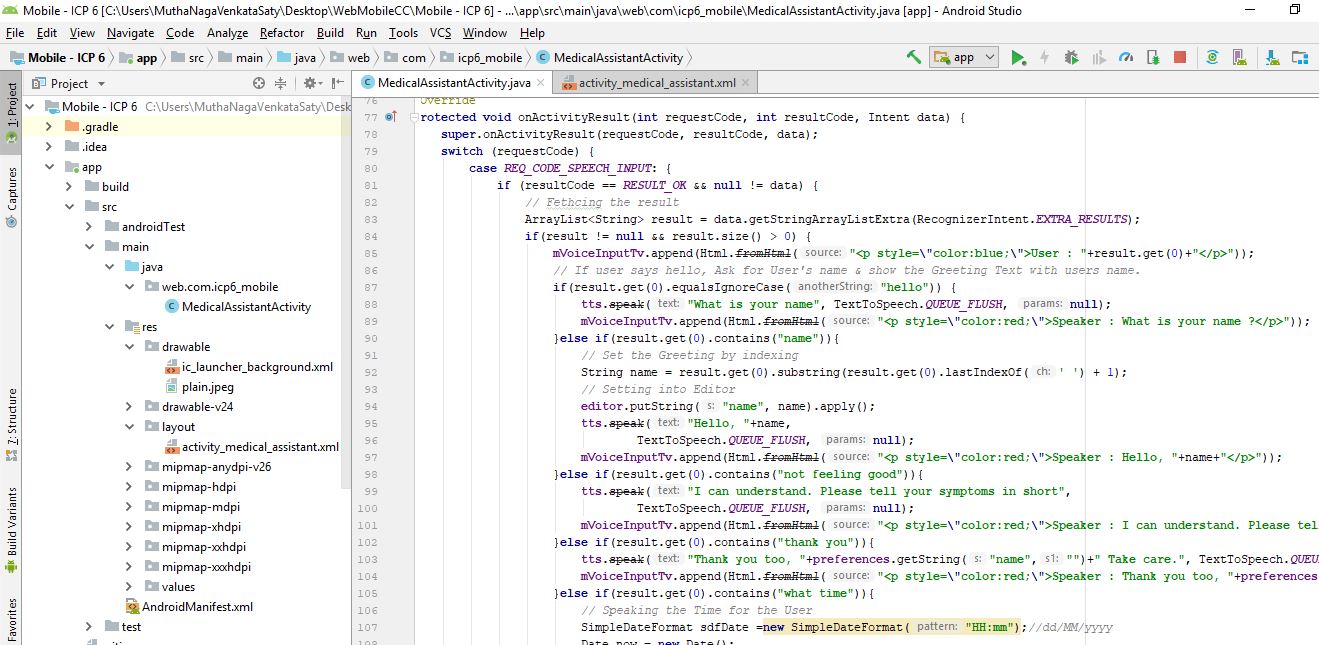 Mobile - ICP 6 [C:\Users\MuthaNagaVenkataSaty\Desktop\WebMobileCC\Mobile - ICP 6] - ...\app\src\main\java\web\com\icp6_mobile\MedicalAssistantActivity.java [app] - Android Studio
File Edit View Navigate Code Analyze Refactor Build Run Tools VCS Window Help
Mobile - ICP 6 app src main java web com icp6_mobile MedicalAssistantActivity app
1: Project
Captures
7: Structure
Build Variants
Favorites
Project
Mobile - ICP 6 C:\Users\MuthaNagaVenkataSaty\Desk
.gradle
.idea
app
build
src
androidTest
main
java
web.com.icp6_mobile
MedicalAssistantActivity
res
drawable
ic_launcher_background.xml
plain.jpeg
drawable-v24
layout
activity_medical_assistant.xml
mipmap-anydpi-v26
mipmap-hdpi
mipmap-mdpi
mipmap-xhdpi
mipmap-xxhdpi
mipmap-xxxhdpi
values
AndroidManifest.xml
test
MedicalAssistantActivity.java activity_medical_assistant.xml
76 Override
77 rotected void onActivityResult(int requestCode, int resultCode, Intent data) {
78 super.onActivityResult(requestCode, resultCode, data);
79 switch (requestCode) {
80 case REQ_CODE_SPEECH_INPUT: {
81 if (resultCode == RESULT_OK && null != data) {
82 // Fethcing the result
83 ArrayList<String> result = data.getStringArrayListExtra(RecognizerIntent.EXTRA_RESULTS);
84 if(result != null && result.size() > 0) {
85 mVoiceInputTv.append(Html.fromHtml( source: "<p style=\"color:blue;\">User : "+result.get(0)+"</p>"));
86 // If user says hello, Ask for User's name & show the Greeting Text with users name.
87 if(result.get(0).equalsIgnoreCase( anotherString: "hello")) {
88 tts.speak( text: "What is your name", TextToSpeech.QUEUE_FLUSH, params: null);
89 mVoiceInputTv.append(Html.fromHtml( source: "<p style=\"color:red;\">Speaker : What is your name ?</p>"));
90 }else if(result.get(0).contains("name")){
91 // Set the Greeting by indexing
92 String name = result.get(0).substring(result.get(0).lastIndexOf( ch: ' ') + 1);
93 // Setting into Editor
94 editor.putString( s: "name", name).apply();
95 tts.speak( text: "Hello, "+name,
96 TextToSpeech.QUEUE_FLUSH, params: null);
97 mVoiceInputTv.append(Html.fromHtml( source: "<p style=\"color:red;\">Speaker : Hello, "+name+"</p>"));
98 }else if(result.get(0).contains("not feeling good")){
99 tts.speak( text: "I can understand. Please tell your symptoms in short",
100 TextToSpeech.QUEUE_FLUSH, params: null);
101 mVoiceInputTv.append(Html.fromHtml( source: "<p style=\"color:red;\">Speaker : I can understand. Please tel
102 }else if(result.get(0).contains("thank you")){
103 tts.speak( text: "Thank you too, "+preferences.getString( s: "name", s1: "")+" Take care.", TextToSpeech.QUEU
104 mVoiceInputTv.append(Html.fromHtml( source: "<p style=\"color:red;\">Speaker : Thank you too, "+preferences
105 }else if(result.get(0).contains("what time")){
106 // Speaking the Time for the User
107 SimpleDateFormat sdfDate =new SimpleDateFormat( pattern: "HH:mm");//dd/MM/yyyy
108 Date now = new Date();